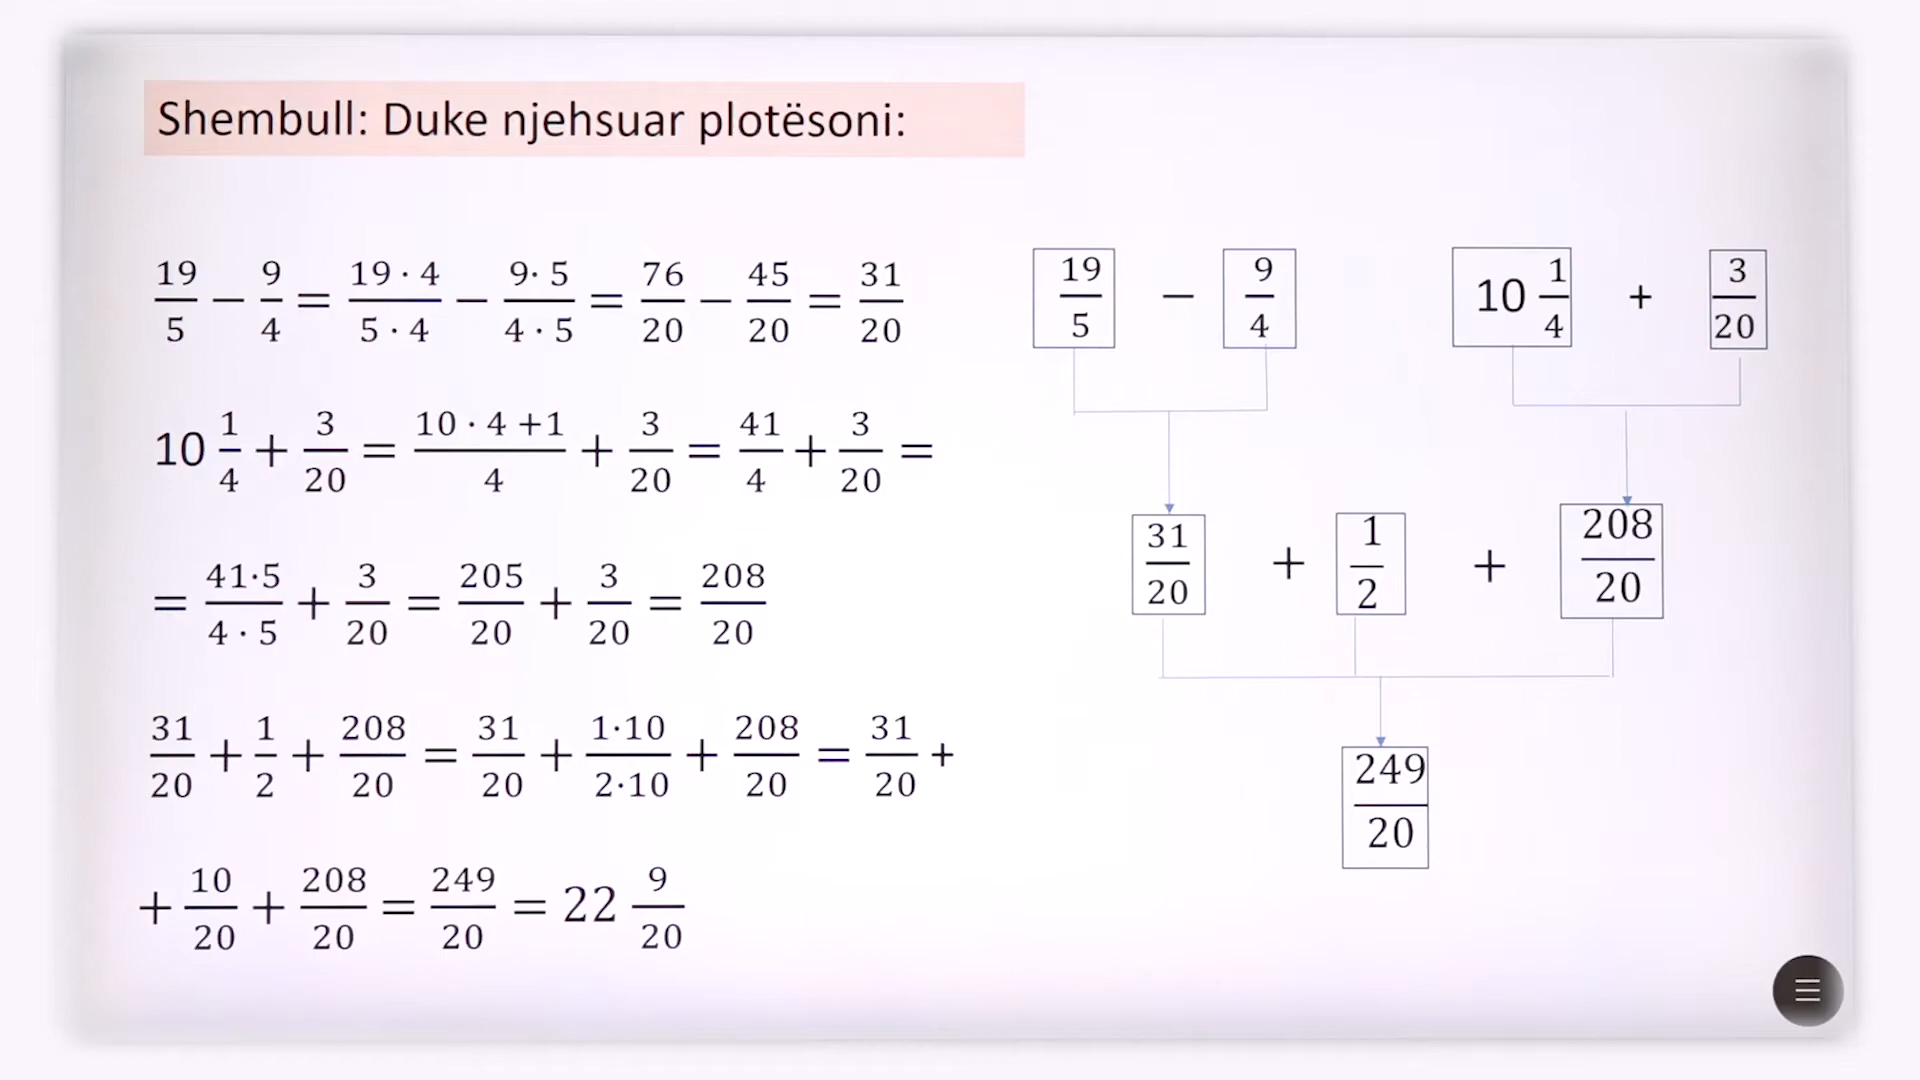 Shembull: Duke njehsuar plotësoni:
19/5 − 9/4 = 19 · 4/5 · 4 − 9· 5/4 · 5 = 76/20 − 45/20 = 31/20
10 1/4 + 3/20 = 10 · 4 +1/4 + 3/20 = 41/4 + 3/20 =
= 41·5/4 · 5 + 3/20 = 205/20 + 3/20 = 208/20
31/20 + 1/2 + 208/20 = 31/20 + 1·10/2·10 + 208/20 = 31/20 +
+ 10/20 + 208/20 = 249/20 = 22 9/20
19/5 − 9/4
10 1/4 + 3/20
31/20 + 1/2 + 208/20
249/20